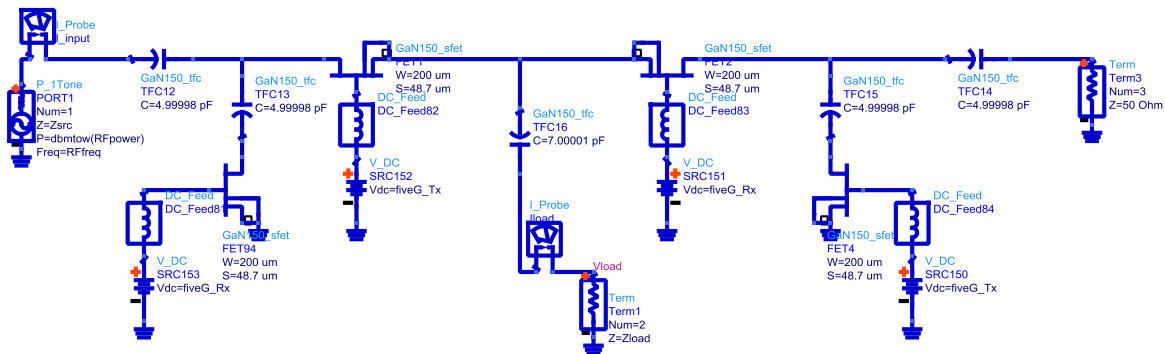 I_Probe
I_input
P_1Tone
PORT1
Num=1
Z=Zsrc
P=dbmtow(RFpower)
Freq=RFfreq
GaN150_tfc
TFC12
C=4.99998 pF
GaN150_tfc
TFC13
C=4.99998 pF
GaN150_sfet
FET1
W=200 um
S=48.7 um
DC_Feed
DC_Feed82
V_DC
SRC152
Vdc=fiveG_Tx
DC_Feed
DC_Feed81
V_DC
SRC153
Vdc=fiveG_Rx
GaN150_sfet
FET94
W=200 um
S=48.7 um
GaN150_tfc
TFC16
C=7.00001 pF
I_Probe
Iload
Vload
Term
Term1
Num=2
Z=Zload
GaN150_sfet
FET2
W=200 um
S=48.7 um
DC_Feed
DC_Feed83
V_DC
SRC151
Vdc=fiveG_Rx
GaN150_tfc
TFC15
C=4.99998 pF
GaN150_tfc
TFC14
C=4.99998 pF
Term
Term3
Num=3
Z=50 Ohm
GaN150_sfet
FET4
W=200 um
S=48.7 um
DC_Feed
DC_Feed84
V_DC
SRC150
Vdc=fiveG_Tx